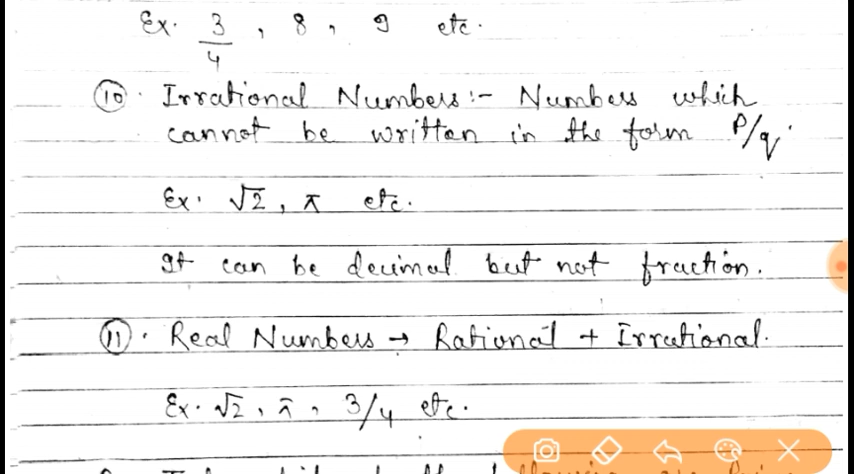 Ex. 3/4, 8, 9 etc.
(10). Irrational Numbers :- Numbers which
cannot be written in the form P/q.
Ex. √2, π etc.
It can be decimal but not fraction.
(11). Real Numbers → Rational + Irrational.
Ex. √2, π, 3/4 etc.